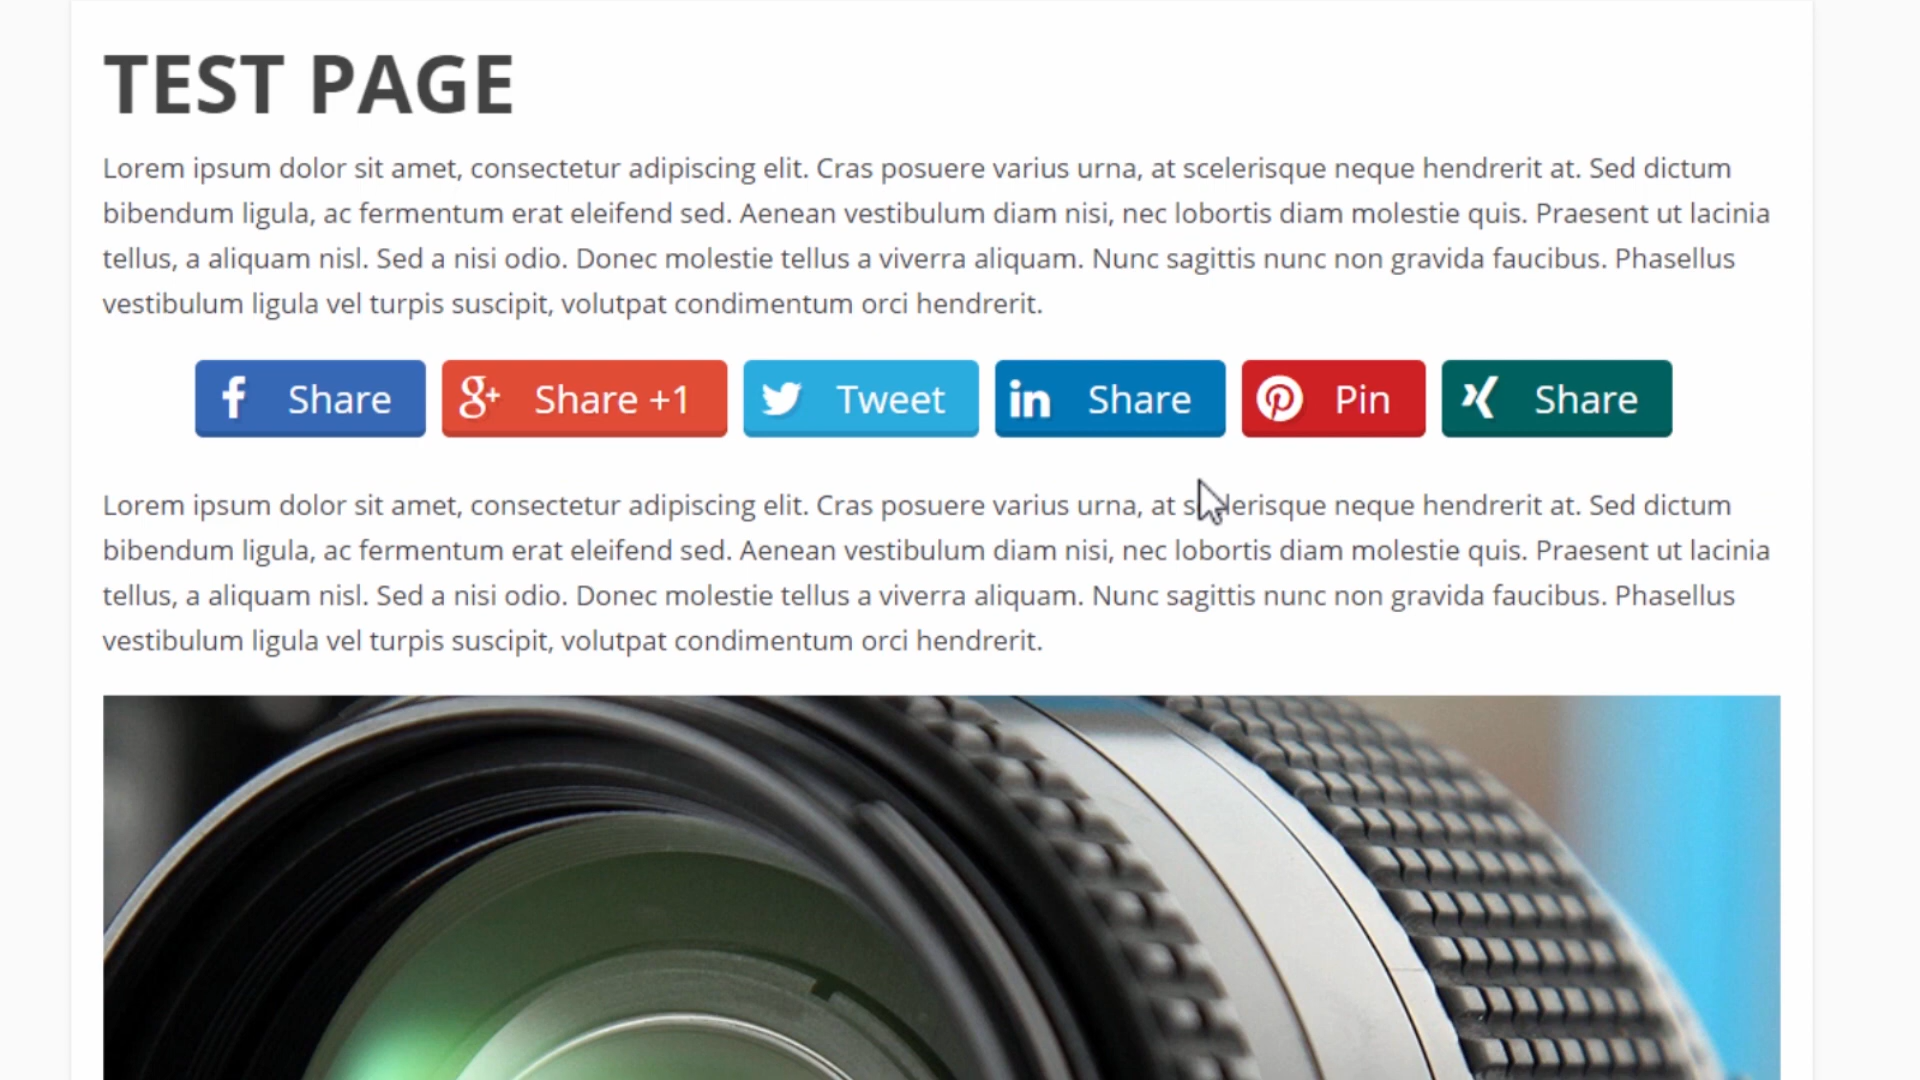 TEST PAGE
Lorem ipsum dolor sit amet, consectetur adipiscing elit. Cras posuere varius urna, at scelerisque neque hendrerit at. Sed dictum
bibendum ligula, ac fermentum erat eleifend sed. Aenean vestibulum diam nisi, nec lobortis diam molestie quis. Praesent ut lacinia
tellus, a aliquam nisl. Sed a nisi odio. Donec molestie tellus a viverra aliquam. Nunc sagittis nunc non gravida faucibus. Phasellus
vestibulum ligula vel turpis suscipit, volutpat condimentum orci hendrerit.
f Share g+ Share +1 Tweet in Share Pin Share
Lorem ipsum dolor sit amet, consectetur adipiscing elit. Cras posuere varius urna, at scelerisque neque hendrerit at. Sed dictum
bibendum ligula, ac fermentum erat eleifend sed. Aenean vestibulum diam nisi, nec lobortis diam molestie quis. Praesent ut lacinia
tellus, a aliquam nisl. Sed a nisi odio. Donec molestie tellus a viverra aliquam. Nunc sagittis nunc non gravida faucibus. Phasellus
vestibulum ligula vel turpis suscipit, volutpat condimentum orci hendrerit.